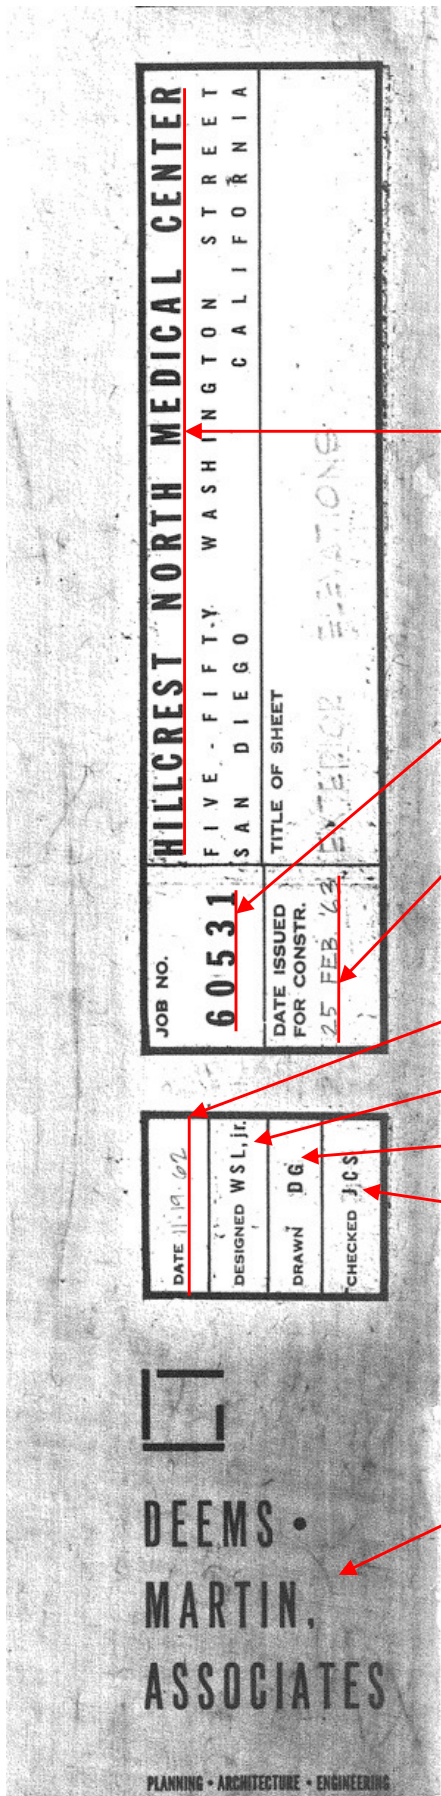 HILLCREST NORTH MEDICAL CENTER
FIVE-FIFTY WASHINGTON STREET
SAN DIEGO CALIFORNIA
TITLE OF SHEET
EXTERIOR ELEVATIONS
JOB NO.
60531
DATE ISSUED
FOR CONSTR.
25 FEB. '63
DATE 11·19·62
DESIGNED WSL, jr.
DRAWN DG
CHECKED JCS
DEEMS •
MARTIN,
ASSOCIATES
PLANNING • ARCHITECTURE • ENGINEERING